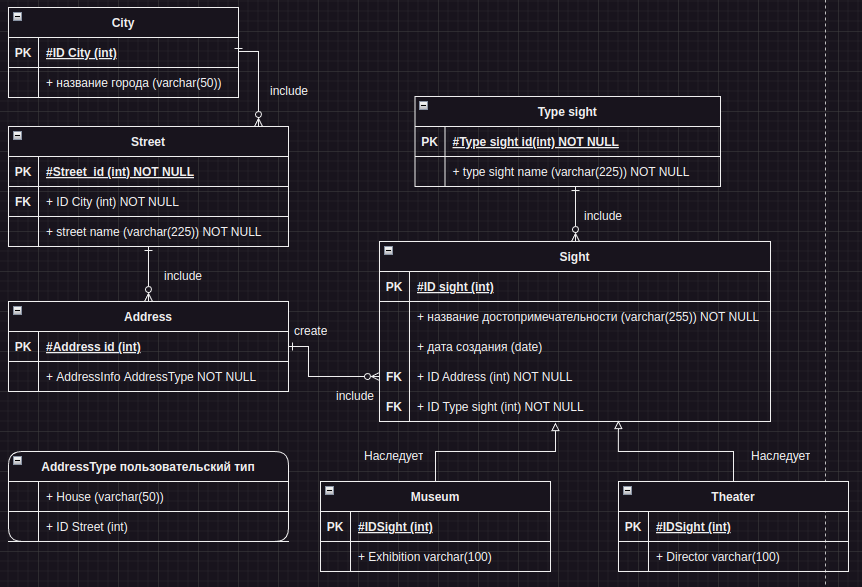 City
PK #ID City (int)
+ название города (varchar(50))
include
Street
PK #Street_id (int) NOT NULL
FK + ID City (int) NOT NULL
+ street name (varchar(225)) NOT NULL
include
Address
PK #Address id (int)
+ AddressInfo AddressType NOT NULL
create
include
AddressType пользовательский тип
+ House (varchar(50))
+ ID Street (int)
Type sight
PK #Type sight id(int) NOT NULL
+ type sight name (varchar(225)) NOT NULL
include
Sight
PK #ID sight (int)
+ название достопримечательности (varchar(255)) NOT NULL
+ дата создания (date)
FK + ID Address (int) NOT NULL
FK + ID Type sight (int) NOT NULL
Наследует
Наследует
Museum
PK #IDSight (int)
+ Exhibition varchar(100)
Theater
PK #IDSight (int)
+ Director varchar(100)